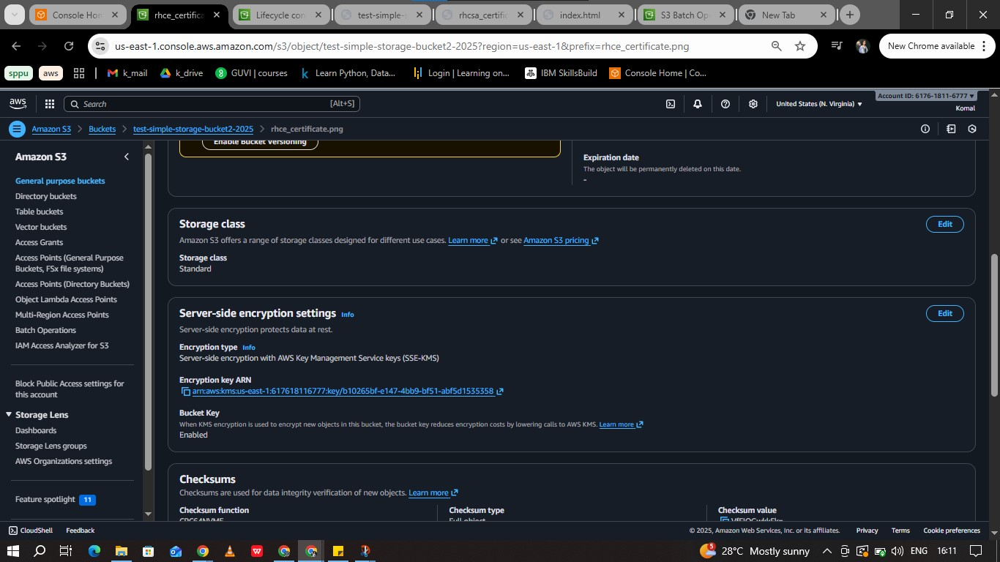 Console Hom
rhce_certifica
Lifecycle con
test-simple-s
rhcsa_certific
index.html
S3 Batch Op
New Tab
us-east-1.console.aws.amazon.com/s3/object/test-simple-storage-bucket2-2025?region=us-east-1&prefix=rhce_certificate.png
New Chrome available
sppu
aws
k_mail
k_drive
GUVI | courses
Learn Python, Data...
Login | Learning on...
IBM SkillsBuild
Console Home | Co...
aws
Search
[Alt+S]
United States (N. Virginia)
Account ID: 6176-1811-6777
Komal
Amazon S3
Buckets
test-simple-storage-bucket2-2025
rhce_certificate.png
Amazon S3
General purpose buckets
Directory buckets
Table buckets
Vector buckets
Access Grants
Access Points (General Purpose
Buckets, FSx file systems)
Access Points (Directory Buckets)
Object Lambda Access Points
Multi-Region Access Points
Batch Operations
IAM Access Analyzer for S3
Block Public Access settings for
this account
Storage Lens
Dashboards
Storage Lens groups
AWS Organizations settings
Feature spotlight 11
Enable Bucket Versioning
Expiration date
The object will be permanently deleted on this date.
-
Storage class
Edit
Amazon S3 offers a range of storage classes designed for different use cases. Learn more or see Amazon S3 pricing
Storage class
Standard
Server-side encryption settings Info
Edit
Server-side encryption protects data at rest.
Encryption type Info
Server-side encryption with AWS Key Management Service keys (SSE-KMS)
Encryption key ARN
arn:aws:kms:us-east-1:617618116777:key/b10265bf-e147-4bb9-bf51-abf5d1535358
Bucket Key
When KMS encryption is used to encrypt new objects in this bucket, the bucket key reduces encryption costs by lowering calls to AWS KMS. Learn more
Enabled
Checksums
Checksums are used for data integrity verification of new objects. Learn more
Checksum function
CRC64NVME
Checksum type
Full object
Checksum value
CloudShell
Feedback
© 2025, Amazon Web Services, Inc. or its affiliates.
Privacy
Terms
Cookie preferences
5
28°C Mostly sunny
ENG
16:11